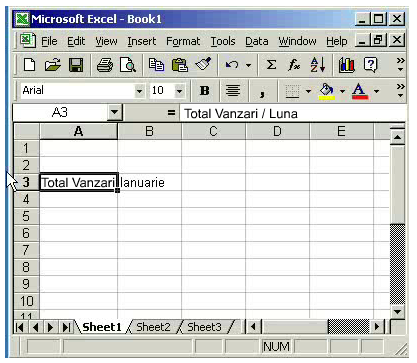 Microsoft Excel - Book1
File Edit View Insert Format Tools Data Window Help
Arial 10 B
A3 = Total Vanzari / Luna
A B C D E
1
2
3 Total Vanzari Ianuarie
4
5
6
7
8
9
10
11
Sheet1 Sheet2 Sheet3
NUM